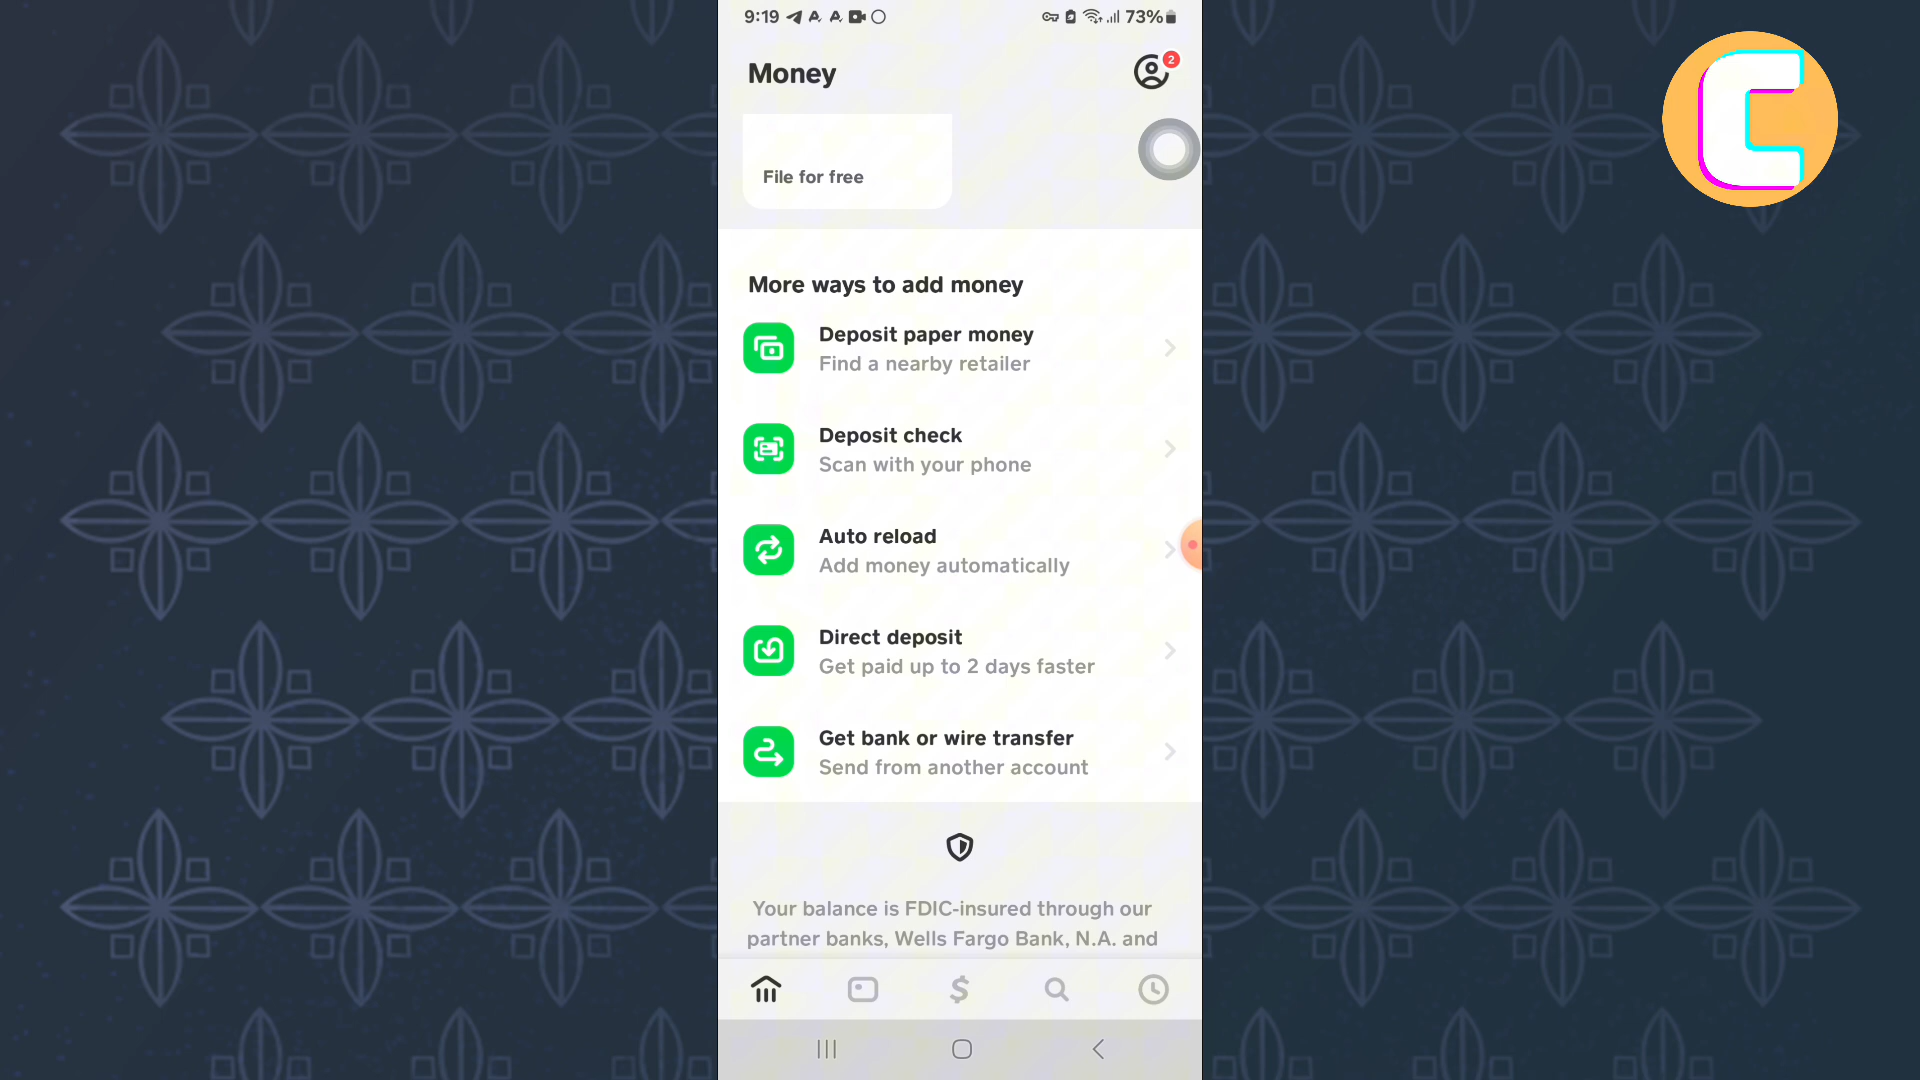 9:19
73%
Money
2
File for free
More ways to add money
Deposit paper money
Find a nearby retailer
Deposit check
Scan with your phone
Auto reload
Add money automatically
Direct deposit
Get paid up to 2 days faster
Get bank or wire transfer
Send from another account
Your balance is FDIC-insured through our
partner banks, Wells Fargo Bank, N.A. and
C